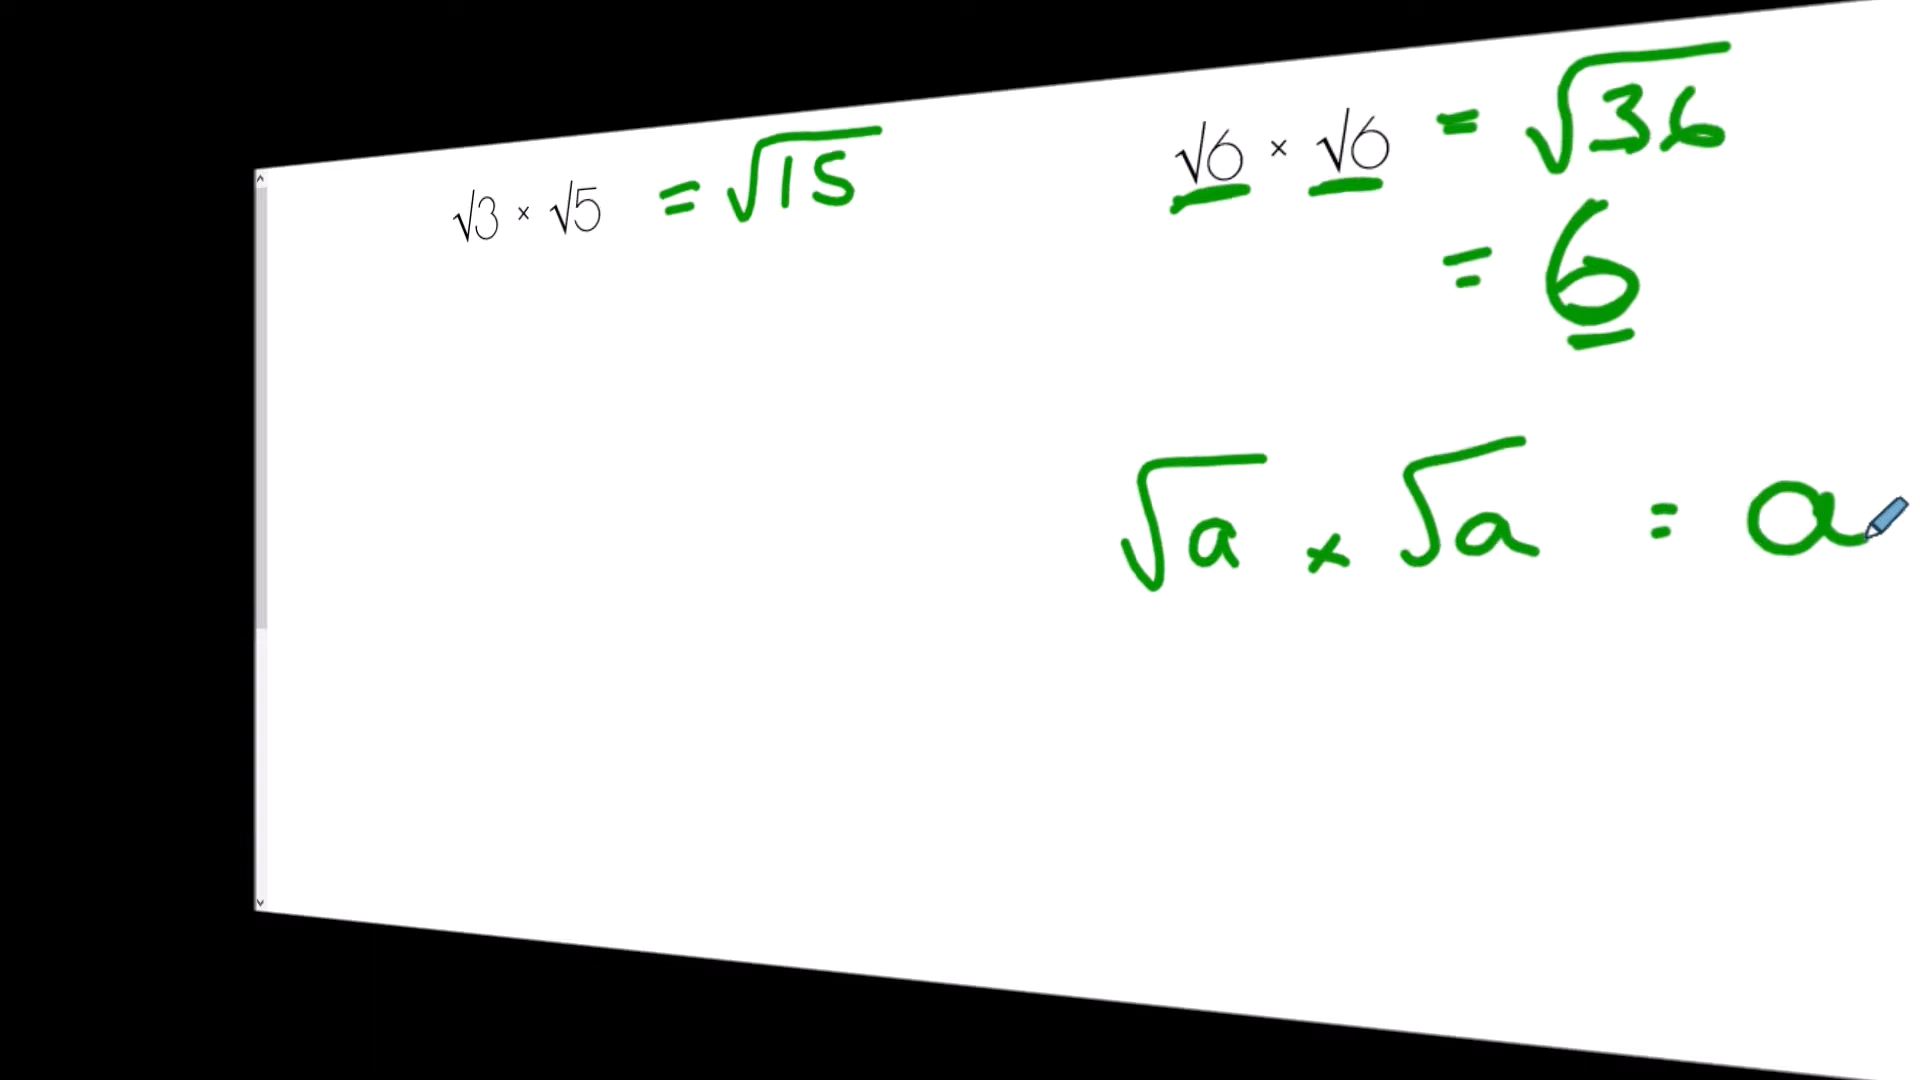 √3 × √5 = √15
√6 × √6 = √36
= 6
√a × √a = a